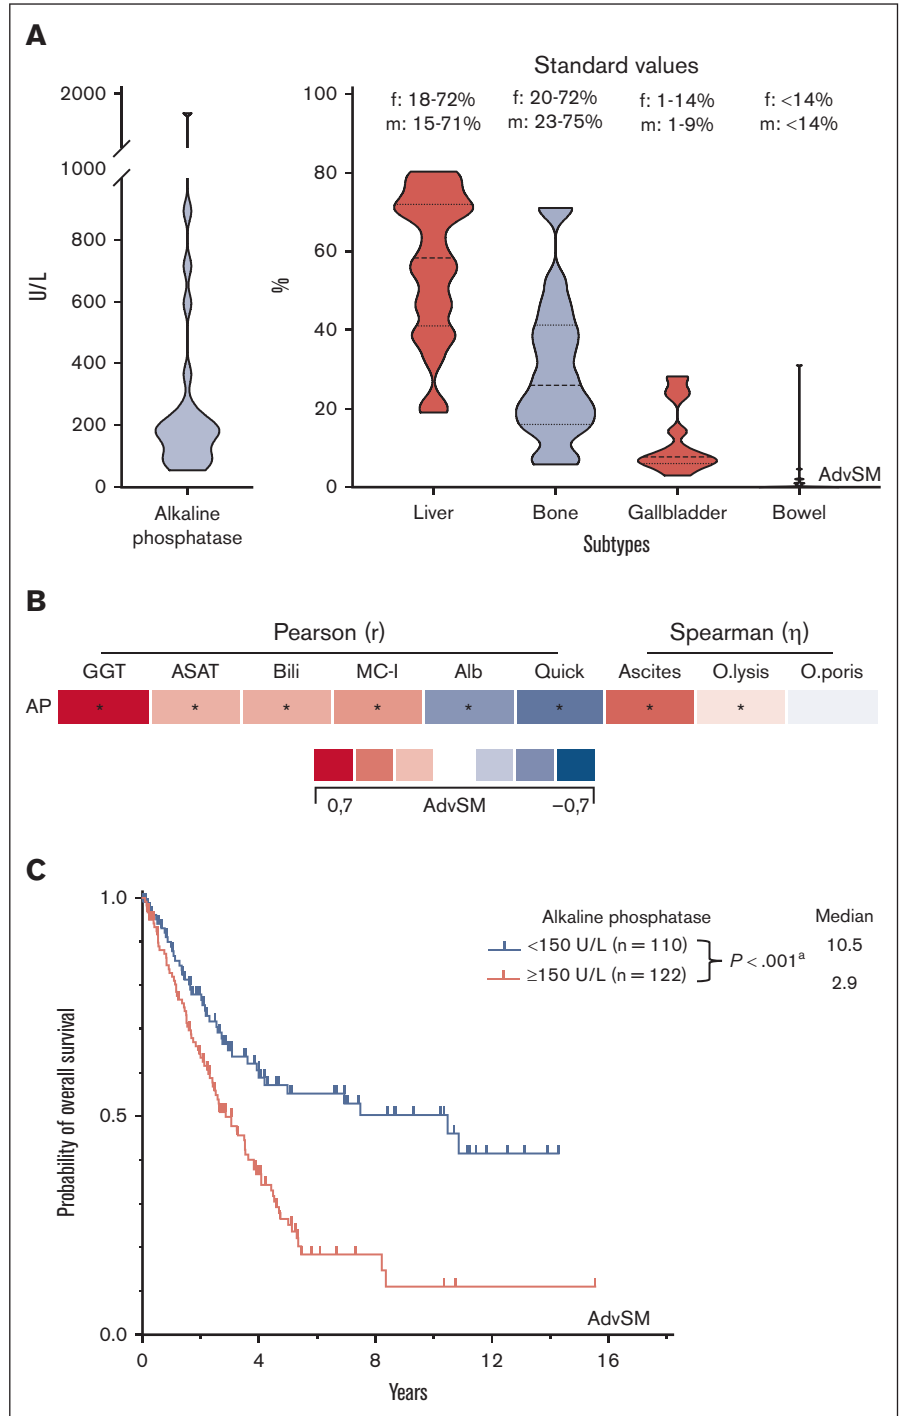 A
Standard values
f: 18-72% f: 20-72% f: 1-14% f: <14%
m: 15-71% m: 23-75% m: 1-9% m: <14%
2000
1000
800
600
400
200
0
U/L
Alkaline
phosphatase
100
80
60
40
20
0
%
AdvSM
Liver Bone Gallbladder Bowel
Subtypes
B
Pearson (r) Spearman (η)
GGT ASAT Bili MC-I Alb Quick Ascites O.lysis O.poris
AP * * * * * * * *
0,7 AdvSM −0,7
C
Alkaline phosphatase Median
<150 U/L (n = 110) 10.5
P < .001a
≥150 U/L (n = 122) 2.9
1.0
0.5
0.0
Probability of overall survival
AdvSM
0 4 8 12 16
Years